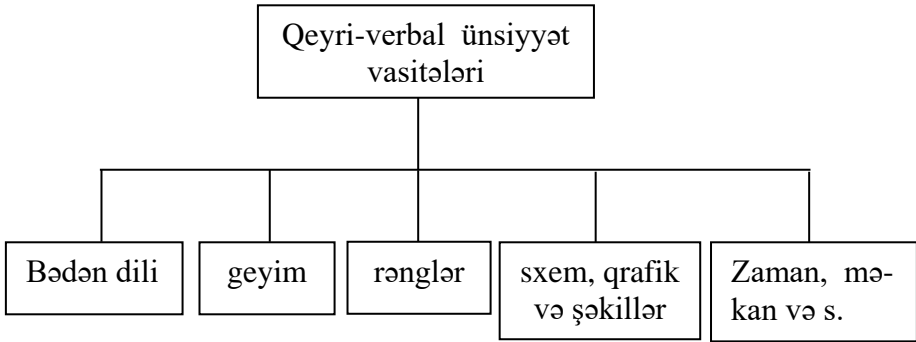 Qeyri-verbal ünsiyyət
vasitələri
Bədən dili
geyim
rənglər
sxem, qrafik
və şəkillər
Zaman, mə-
kan və s.